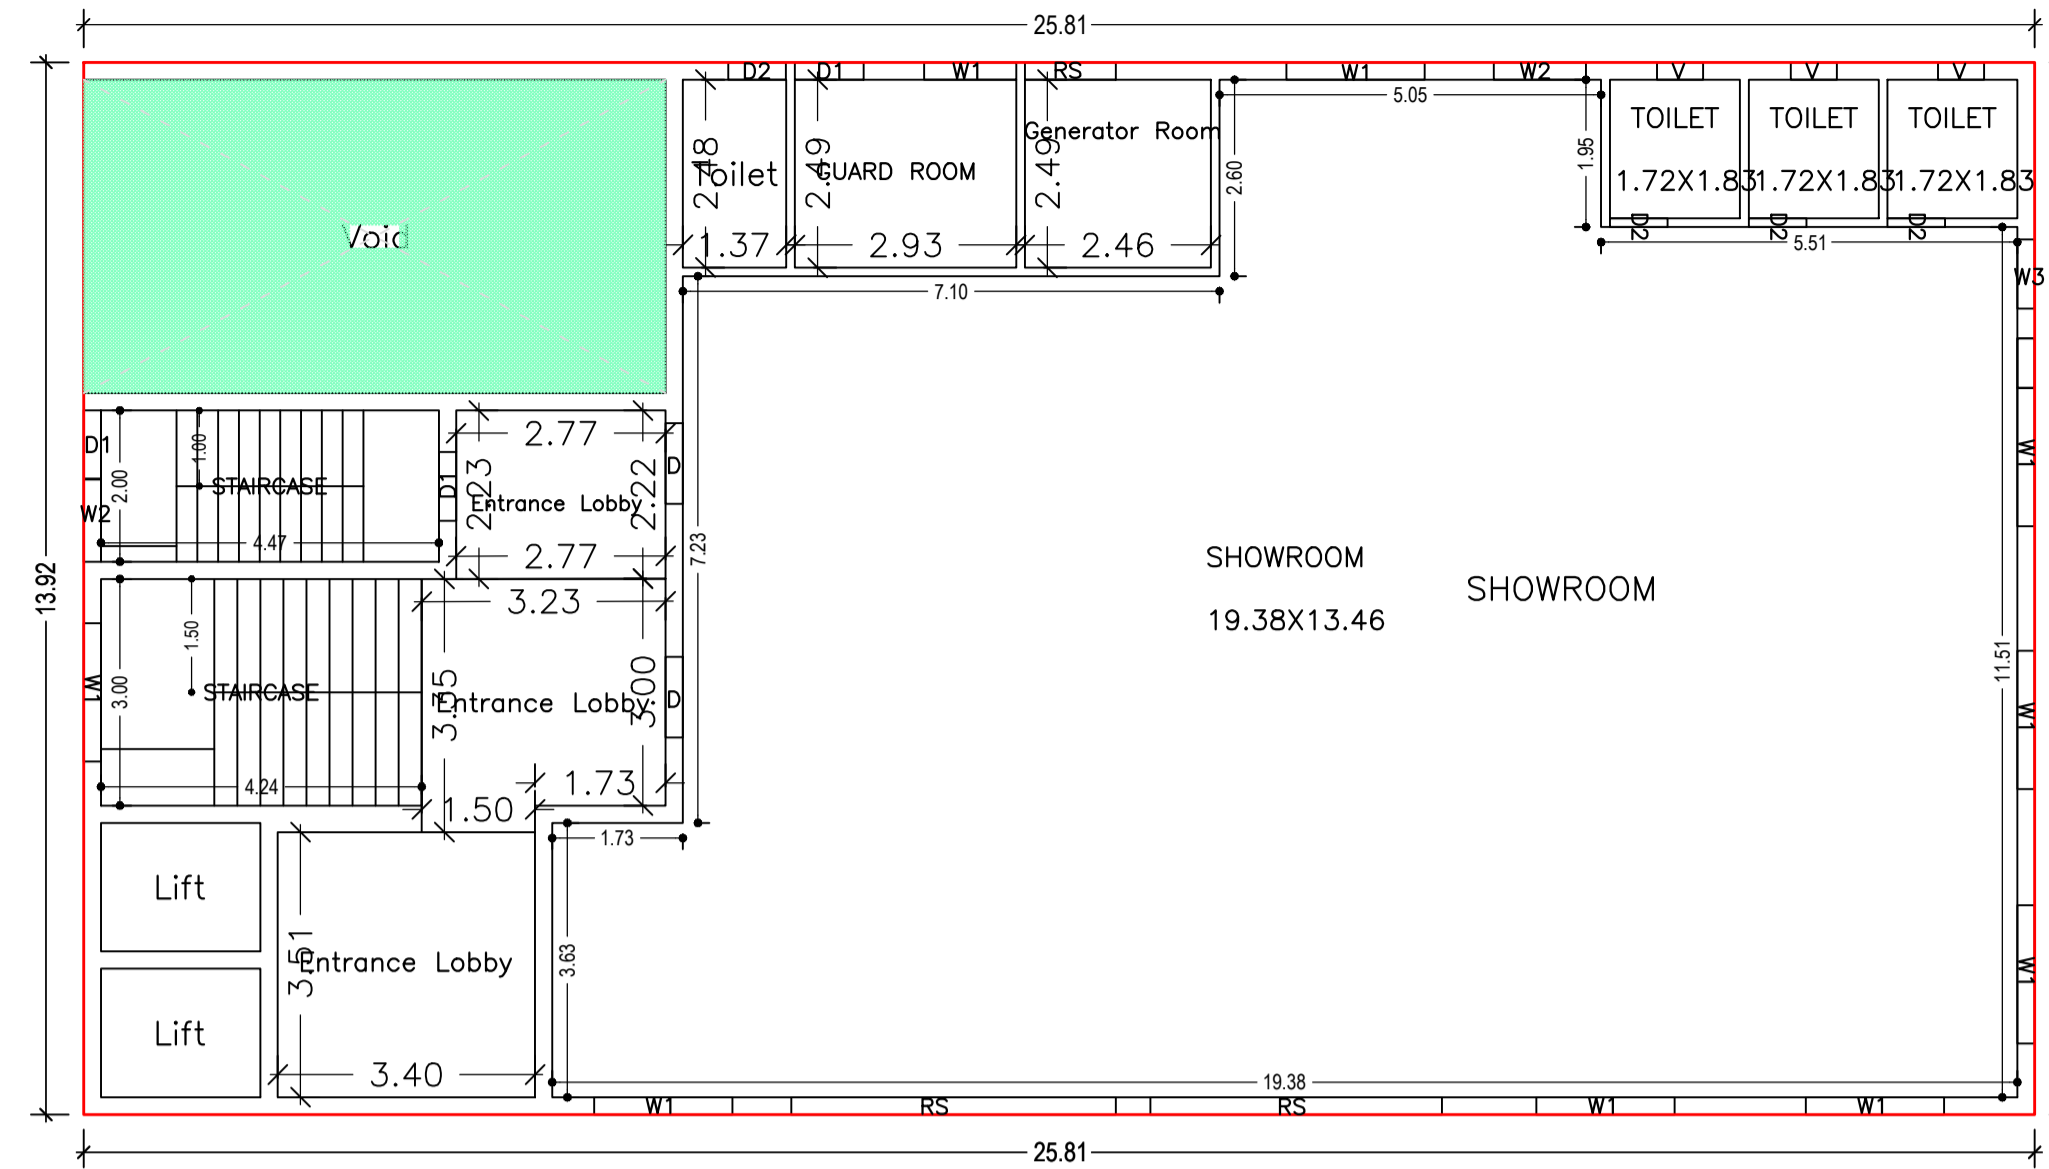 25.81
D2
D1
W1
RS
W1
W2
V
V
V
5.05
TOILET
TOILET
TOILET
Generator Room
2.48
2.49
2.49
2.60
1.95
Toilet
GUARD ROOM
1.72X1.83
1.72X1.83
1.72X1.83
Void
D2
D2
D2
1.37
2.93
2.46
5.51
W3
7.10
D1
1.00
2.77
W1
2.00
STAIRCASE
D1
2.23
Entrance Lobby
2.22
D
W2
4.47
2.77
7.23
SHOWROOM
SHOWROOM
13.92
3.23
19.38X13.46
1.50
11.51
W1
3.00
STAIRCASE
3.35
Entrance Lobby
3.00
D
W1
4.24
1.50
1.73
1.73
Lift
3.51
Entrance Lobby
3.63
W1
Lift
3.40
19.38
W1
RS
RS
W1
W1
25.81